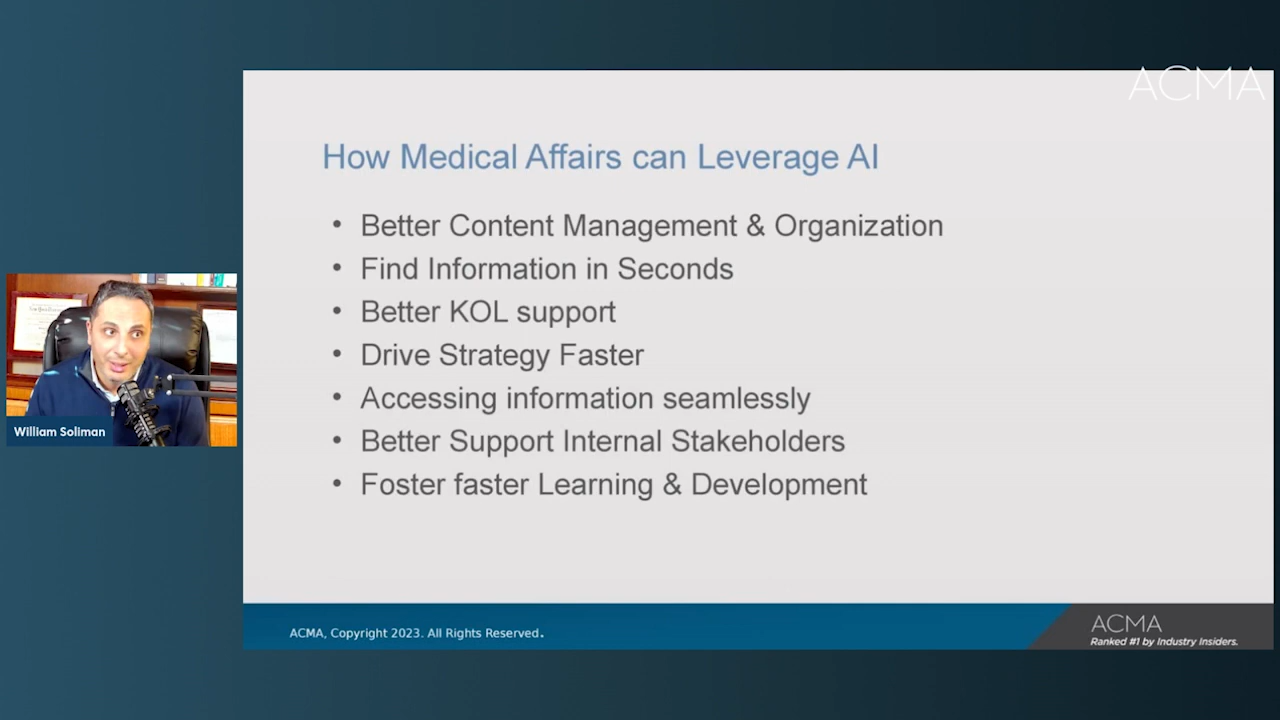 ACMA
How Medical Affairs can Leverage AI
• Better Content Management & Organization
• Find Information in Seconds
• Better KOL support
• Drive Strategy Faster
• Accessing information seamlessly
• Better Support Internal Stakeholders
• Foster faster Learning & Development
William Soliman
ACMA, Copyright 2023. All Rights Reserved.
ACMA
Ranked #1 by Industry Insiders.